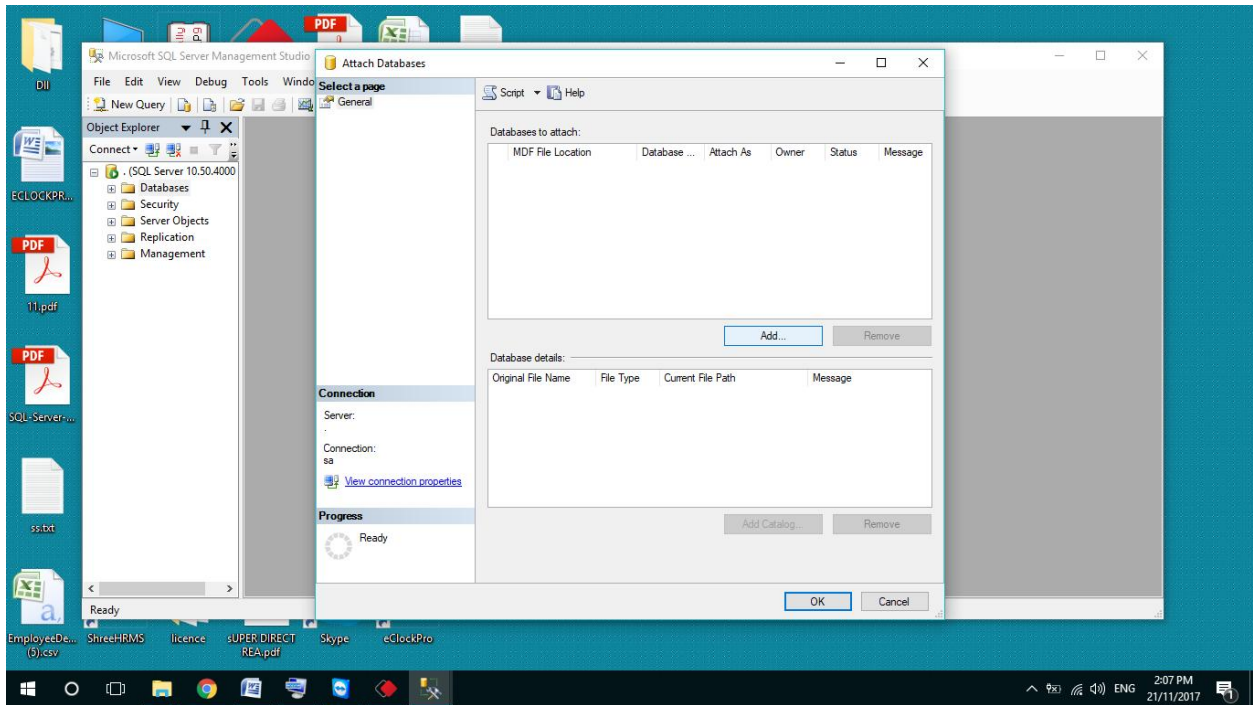 PDF
Dll
ECLOCKPR...
PDF
11.pdf
PDF
SQL-Server-...
ss.txt
a,
EmployeeDe...
(5).csv
ShreeHRMS
licence
sUPER DIRECT
REA.pdf
Skype
eClockPro
Microsoft SQL Server Management Studio
File Edit View Debug Tools Windo
New Query
Object Explorer
Connect
. (SQL Server 10.50.4000
Databases
Security
Server Objects
Replication
Management
Ready
Attach Databases
Select a page
General
Script Help
Databases to attach:
MDF File Location Database ... Attach As Owner Status Message
Add... Remove
Database details:
Original File Name File Type Current File Path Message
Add Catalog... Remove
Connection
Server:
.
Connection:
sa
View connection properties
Progress
Ready
OK Cancel
ENG
2:07 PM
21/11/2017
1